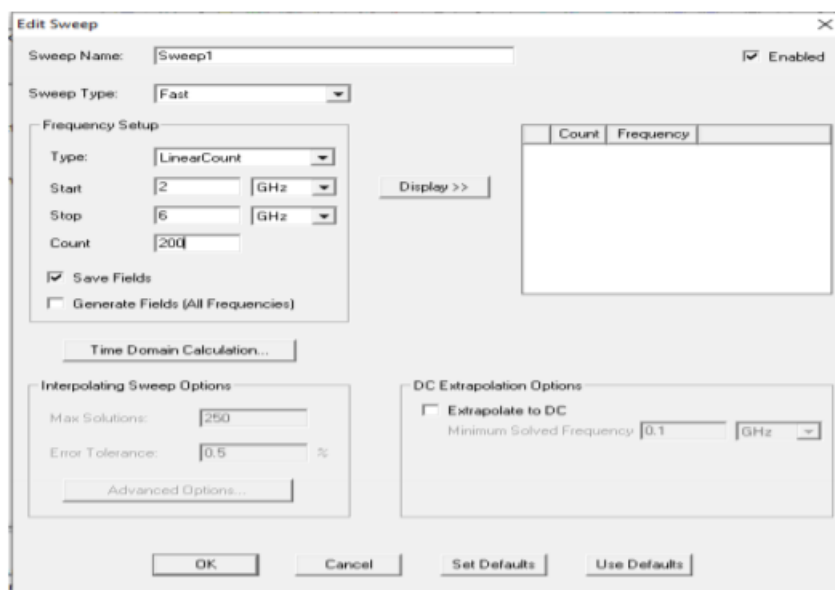 Edit Sweep
Sweep Name: Sweep1 Enabled
Sweep Type: Fast
Frequency Setup
Type: LinearCount
Start 2 GHz
Stop 6 GHz
Count 200
Save Fields
Generate Fields (All Frequencies)
Display >>
Count Frequency
Time Domain Calculation...
Interpolating Sweep Options
Max Solutions: 250
Error Tolerance: 0.5 %
Advanced Options...
DC Extrapolation Options
Extrapolate to DC
Minimum Solved Frequency 0.1 GHz
OK Cancel Set Defaults Use Defaults